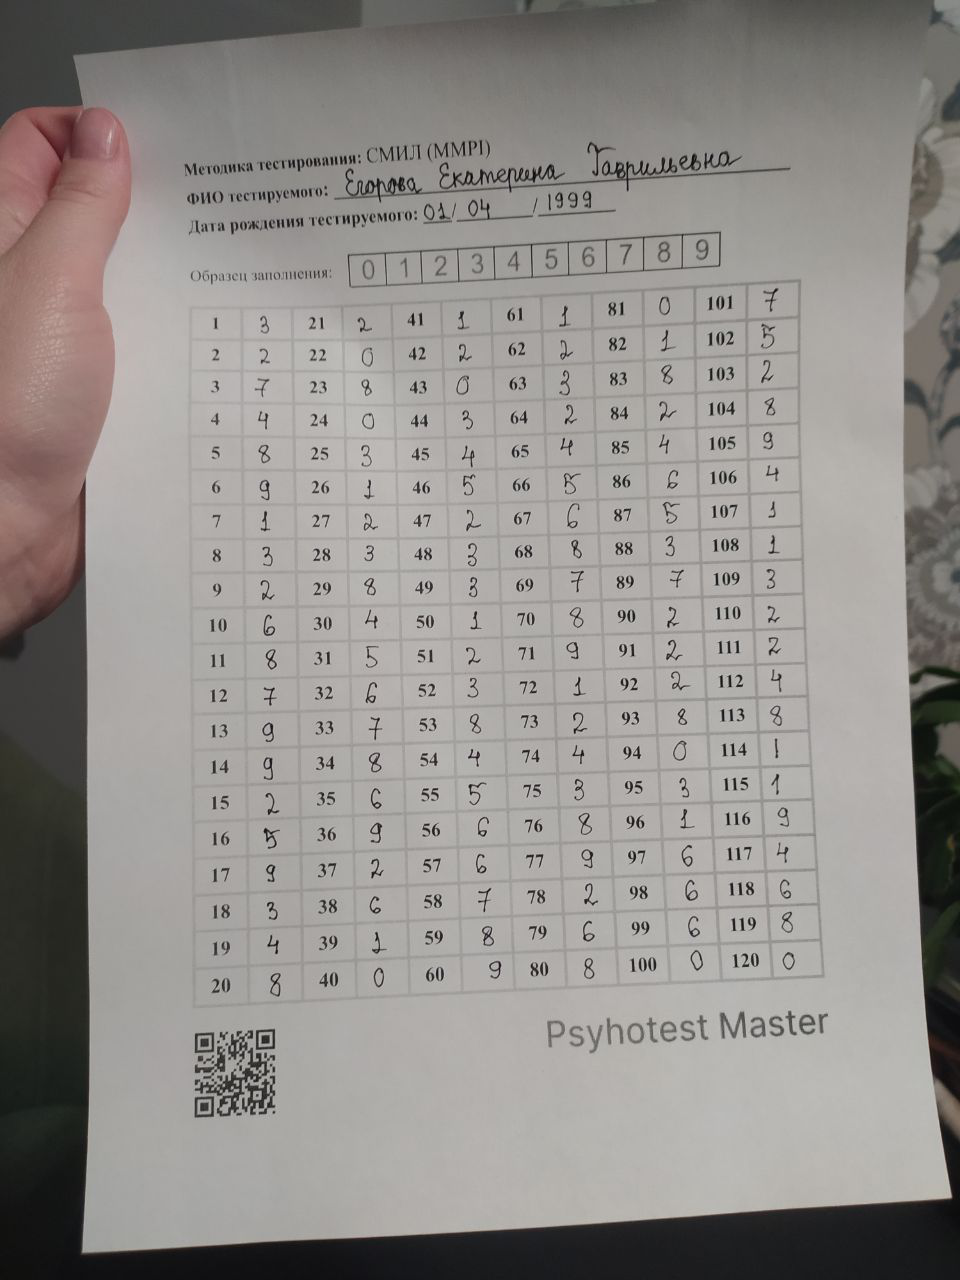 Методика тестирования: СМИЛ (MMPI)
ФИО тестируемого: Егорова Екатерина Гаврильевна
Дата рождения тестируемого: 01/ 04 / 1999
Образец заполнения: 0 1 2 3 4 5 6 7 8 9
1 3 21 2 41 1 61 1 81 0 101 7
2 2 22 0 42 2 62 2 82 1 102 5
3 7 23 8 43 0 63 3 83 8 103 2
4 4 24 0 44 3 64 2 84 2 104 8
5 8 25 3 45 4 65 4 85 4 105 9
6 9 26 1 46 5 66 5 86 6 106 4
7 1 27 2 47 2 67 6 87 5 107 1
8 3 28 3 48 3 68 8 88 3 108 1
9 2 29 8 49 3 69 7 89 7 109 3
10 6 30 4 50 1 70 8 90 2 110 2
11 8 31 5 51 2 71 9 91 2 111 2
12 7 32 6 52 3 72 1 92 2 112 4
13 9 33 7 53 8 73 2 93 8 113 8
14 9 34 8 54 4 74 4 94 0 114 1
15 2 35 6 55 5 75 3 95 3 115 1
16 5 36 9 56 6 76 8 96 1 116 9
17 9 37 2 57 6 77 9 97 6 117 4
18 3 38 6 58 7 78 2 98 6 118 6
19 4 39 1 59 8 79 6 99 6 119 8
20 8 40 0 60 9 80 8 100 0 120 0
Psyhotest Master